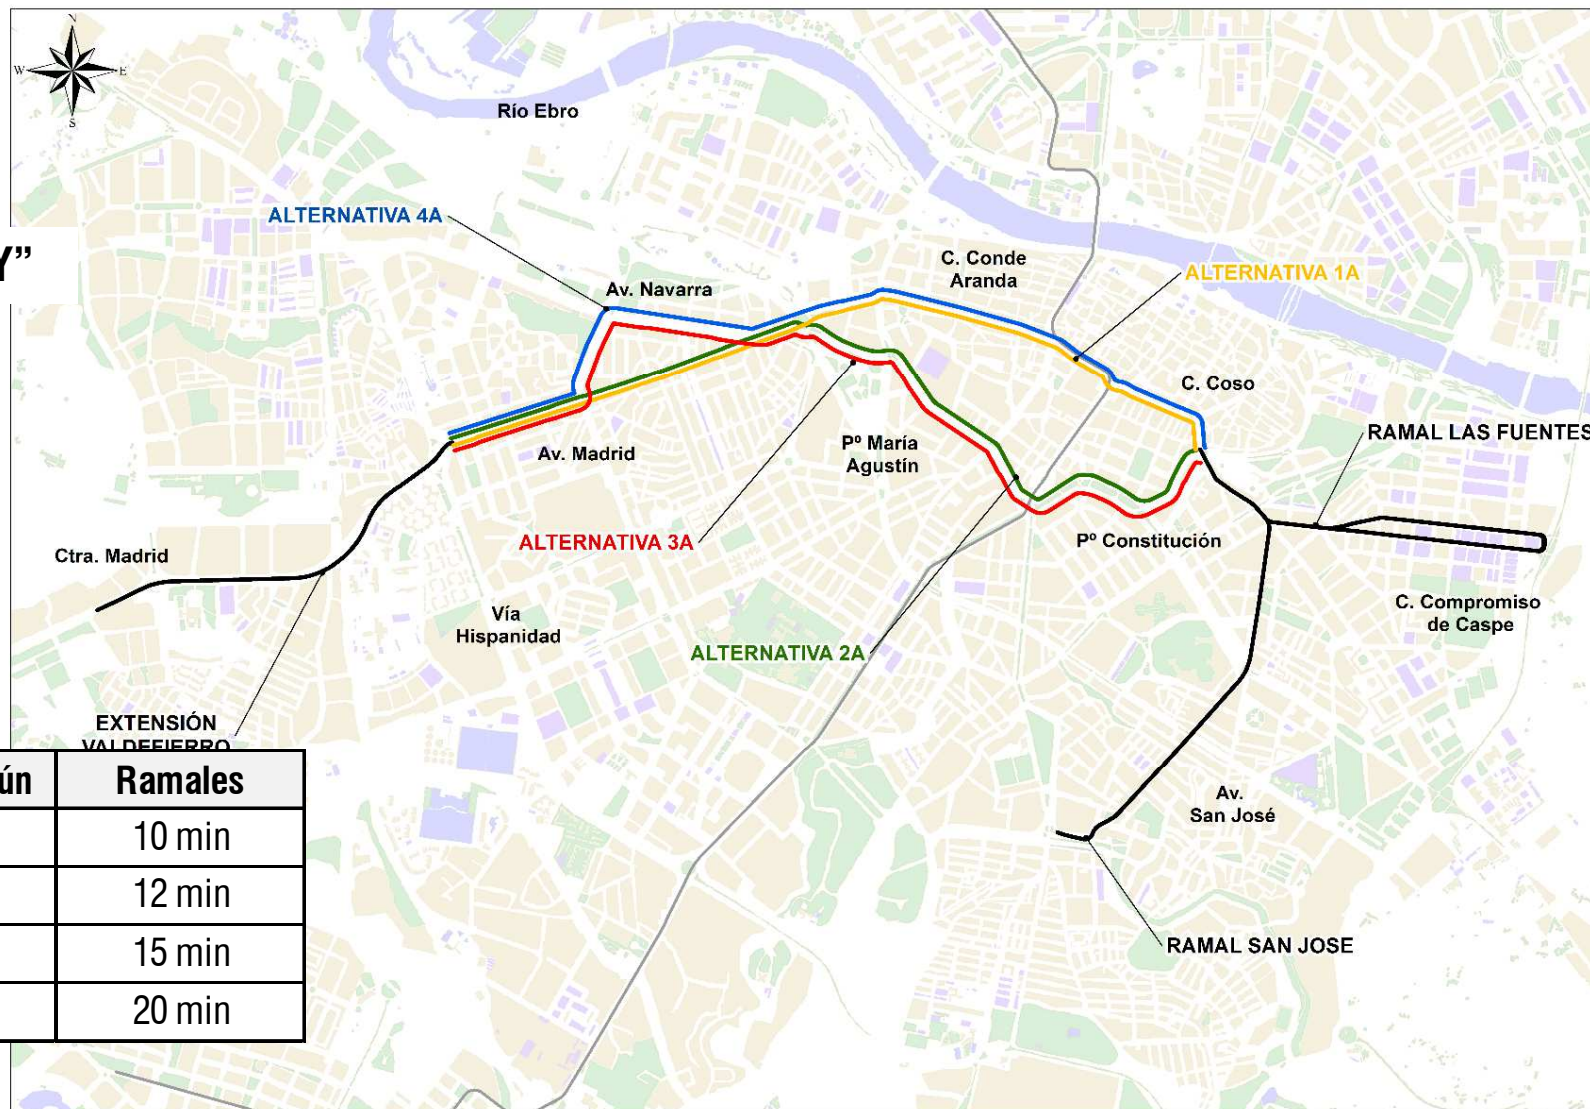 N
W
E
S
Río Ebro
ALTERNATIVA 4A
Y”
C. Conde
Aranda
ALTERNATIVA 1A
Av. Navarra
C. Coso
RAMAL LAS FUENTES
Pº María
Agustín
Av. Madrid
ALTERNATIVA 3A
Pº Constitución
Ctra. Madrid
Vía
Hispanidad
C. Compromiso
de Caspe
ALTERNATIVA 2A
EXTENSIÓN
VALDEFIERRO
ún
Ramales
10 min
12 min
15 min
20 min
Av.
San José
RAMAL SAN JOSE